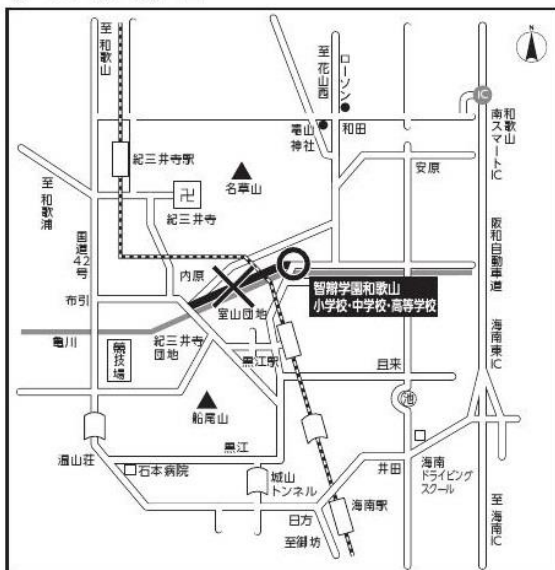 至和歌山
至花山西
ローソン
N
IC
和歌山
南スマートIC
竈山
神社
和田
紀三井寺駅
名草山
安原
至和歌浦
卍
紀三井寺
国道42号
阪和自動車道
内原
智辯学園和歌山
小学校・中学校・高等学校
布引
室山団地
亀川
競技場
紀三井寺
団地
黒江駅
海南東IC
且来
船尾山
池
黒江
温山荘
石本病院
城山
トンネル
井田
海南
ドライビング
スクール
日方
海南駅
至御坊
至海南IC